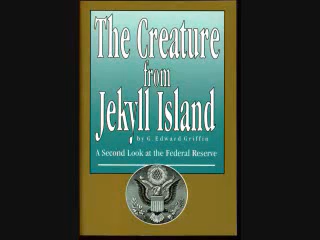 The Creature
from
Jekyll Island
by G. Edward Griffin
A Second Look at the Federal Reserve